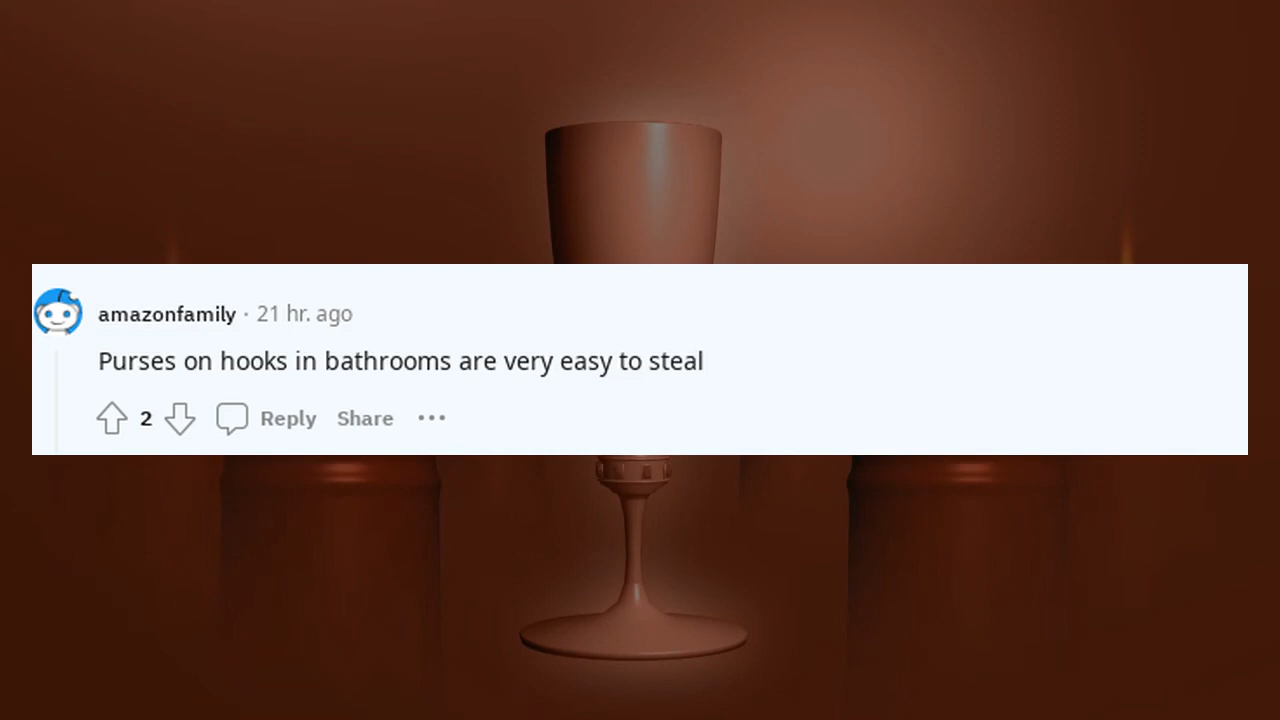 amazonfamily · 21 hr. ago
Purses on hooks in bathrooms are very easy to steal
2 Reply Share ···